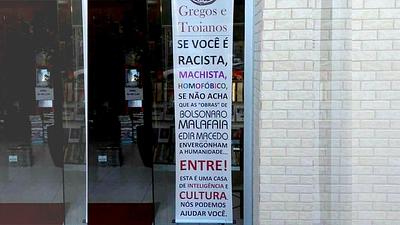 Gregos e
Troianos
SE VOCÊ É
RACISTA,
MACHISTA,
HOMOFÓBICO,
SE NÃO ACHA
QUE AS "OBRAS" DE
BOLSONARO
MALAFAIA
EDIR MACEDO
ENVERGONHAM
A HUMANIDADE...
ENTRE!
ESTA É UMA CASA
DE INTELIGÊNCIA E
CULTURA
NÓS PODEMOS
AJUDAR VOCÊ.